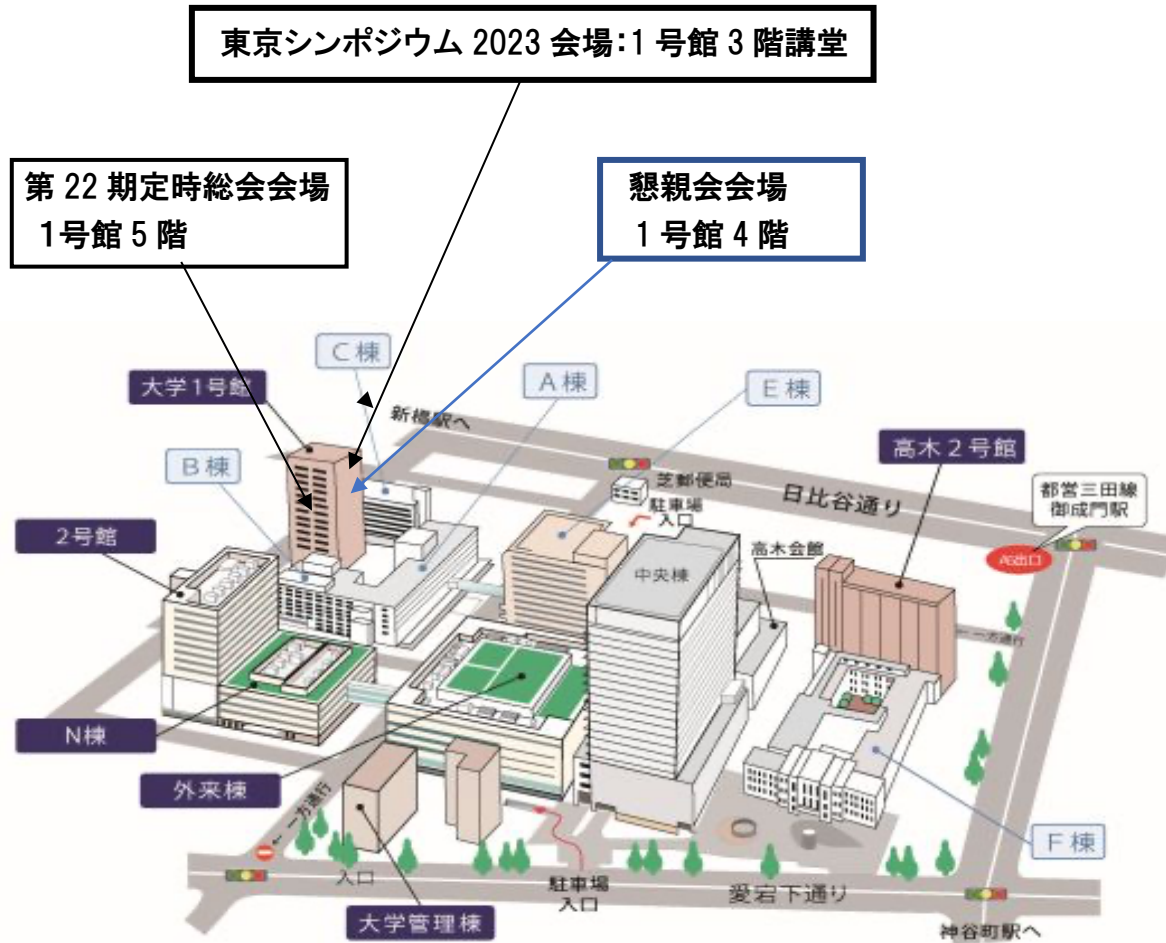 東京シンポジウム 2023 会場:1 号館 3 階講堂
第 22 期定時総会会場
1号館 5 階
懇親会会場
1 号館 4 階
C棟
大学1号館
A棟
E棟
新橋駅へ
高木2号館
B棟
芝郵便局
日比谷通り
都営三田線
御成門駅
駐車場
入口
2号館
高木会館
A6出口
中央棟
←一方通行
N棟
外来棟
←一方通行
F棟
入口
駐車場
入口
愛宕下通り
大学管理棟
神谷町駅へ